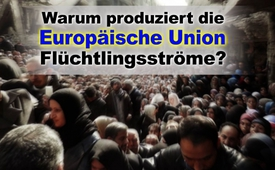 Warum produziert die
Europäische Union
Flüchtlingsströme?